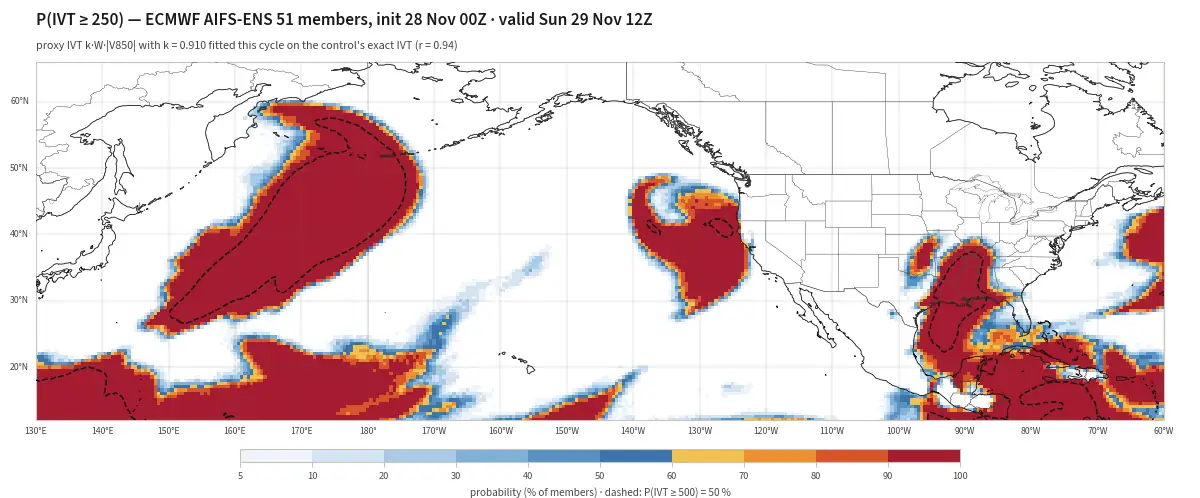 P(IVT ≥ 250) — ECMWF AIFS-ENS 51 members, init 28 Nov 00Z · valid Sun 29 Nov 12Z
proxy IVT k·W·|V850| with k = 0.910 fitted this cycle on the control's exact IVT (r = 0.94)
60°N
50°N
40°N
30°N
20°N
130°E 140°E 150°E 160°E 170°E 180° 170°W 160°W 150°W 140°W 130°W 120°W 110°W 100°W 90°W 80°W 70°W 60°W
5 10 20 30 40 50 60 70 80 90 100
probability (% of members) · dashed: P(IVT ≥ 500) = 50 %